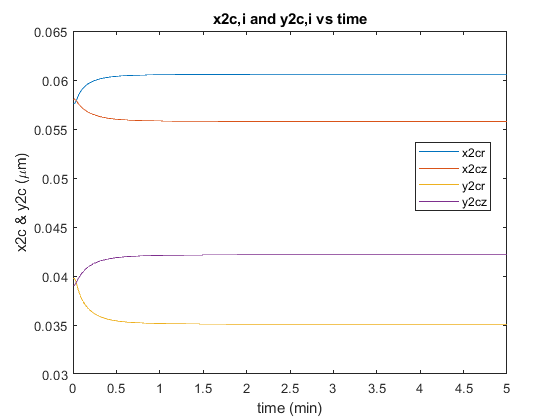 x2c,i and y2c,i vs time
0.065
0.06
0.055
0.05
0.045
0.04
0.035
0.03
x2c & y2c (μm)
x2cr
x2cz
y2cr
y2cz
0 0.5 1 1.5 2 2.5 3 3.5 4 4.5 5
time (min)